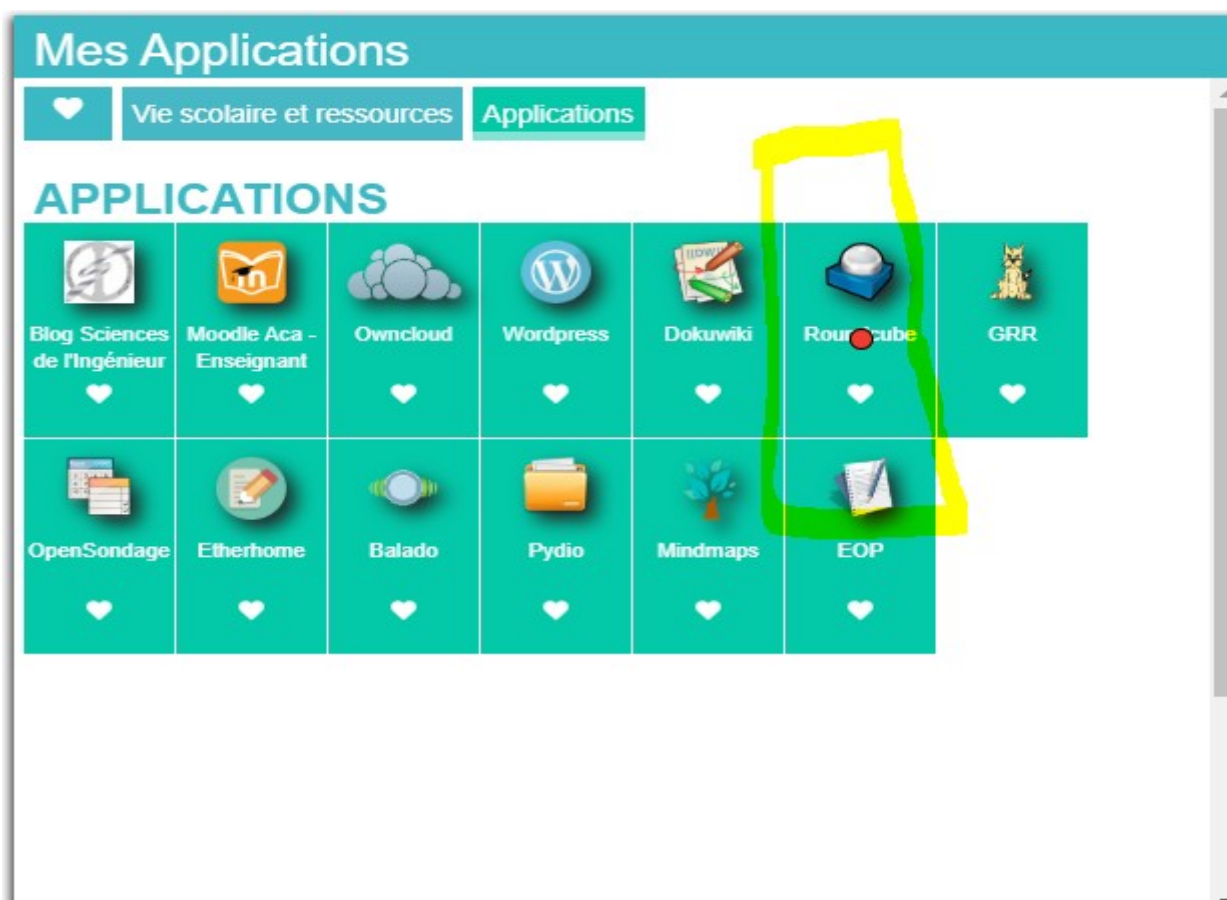 Mes Applications
Vie scolaire et ressources
Applications
APPLICATIONS
Blog Sciences
de l'Ingénieur
Moodle Aca -
Enseignant
Owncloud
Wordpress
Dokuwiki
Roundcube
GRR
OpenSondage
Etherhome
Balado
Pydio
Mindmaps
EOP